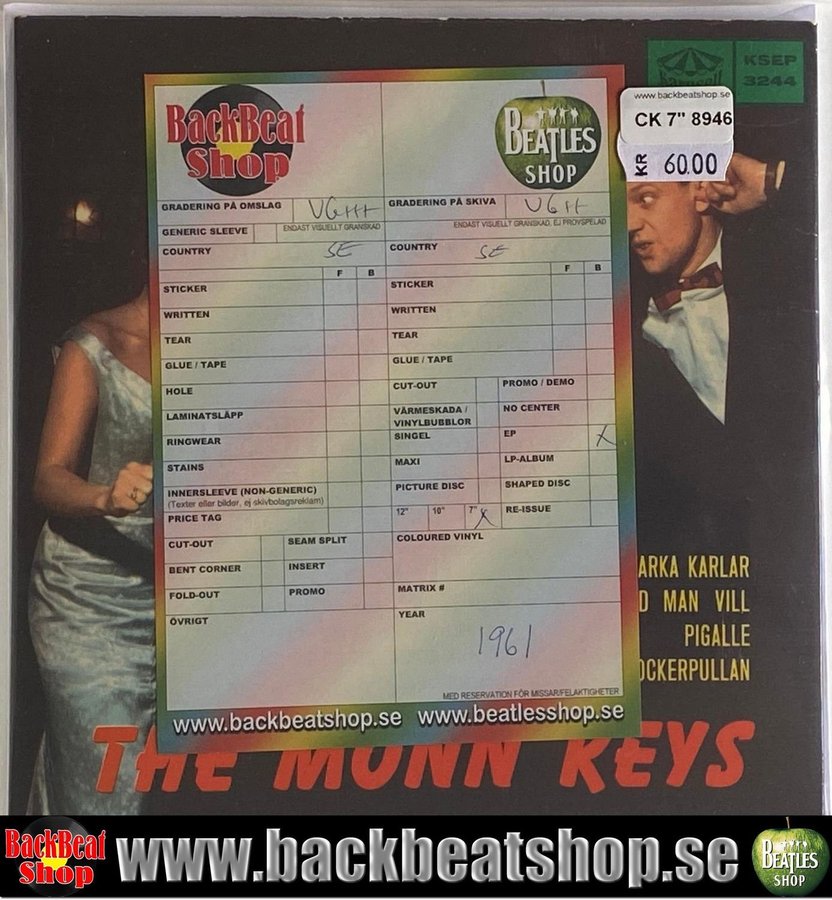 KSEP
3244
www.backbeatshop.se
CK 7" 8946
KR 60.00
BackBeat
Shop
BEATLES
SHOP
GRADERING PÅ OMSLAG VG++
GRADERING PÅ SKIVA VG++
GENERIC SLEEVE
ENDAST VISUELLT GRANSKAD
ENDAST VISUELLT GRANSKAD, EJ PROVSPELAD
COUNTRY SE
COUNTRY SE
F B
F B
STICKER
STICKER
WRITTEN
WRITTEN
TEAR
TEAR
GLUE / TAPE
GLUE / TAPE
HOLE
CUT-OUT
PROMO / DEMO
LAMINATSLÄPP
VÄRMESKADA /
VINYLBUBBLOR
NO CENTER
RINGWEAR
SINGEL
EP X
STAINS
MAXI
LP-ALBUM
INNERSLEEVE (NON-GENERIC)
(Texter eller bilder, ej skivbolagsreklam)
PICTURE DISC
SHAPED DISC
PRICE TAG
12" 10" 7" X
RE-ISSUE
CUT-OUT
SEAM SPLIT
COLOURED VINYL
BENT CORNER
INSERT
FOLD-OUT
PROMO
MATRIX #
ÖVRIGT
YEAR
1961
MED RESERVATION FÖR MISSAR/FELAKTIGHETER
www.backbeatshop.se www.beatlesshop.se
ARKA KARLAR
MAN VILL
PIGALLE
OCKERPULLAN
THE MONN KEYS
BackBeat
Shop
www.backbeatshop.se
BEATLES
SHOP